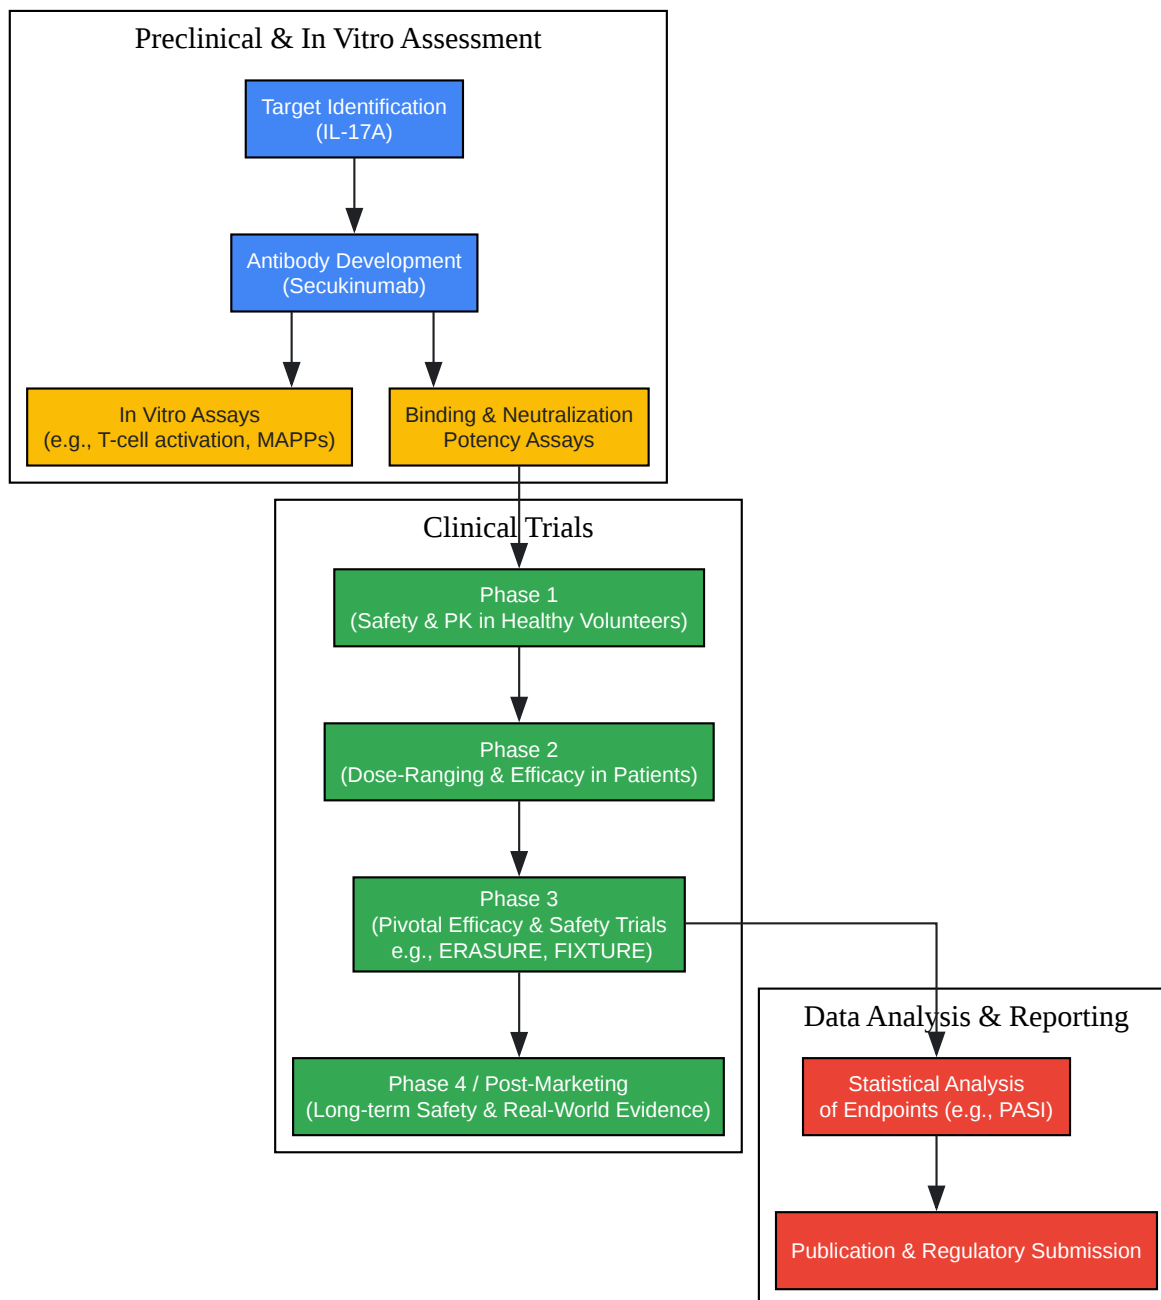 Preclinical & In Vitro Assessment
Target Identification
(IL-17A)
Antibody Development
(Secukinumab)
In Vitro Assays
(e.g., T-cell activation, MAPPs)
Binding & Neutralization
Potency Assays
Clinical Trials
Phase 1
(Safety & PK in Healthy Volunteers)
Phase 2
(Dose-Ranging & Efficacy in Patients)
Phase 3
(Pivotal Efficacy & Safety Trials
e.g., ERASURE, FIXTURE)
Phase 4 / Post-Marketing
(Long-term Safety & Real-World Evidence)
Data Analysis & Reporting
Statistical Analysis
of Endpoints (e.g., PASI)
Publication & Regulatory Submission